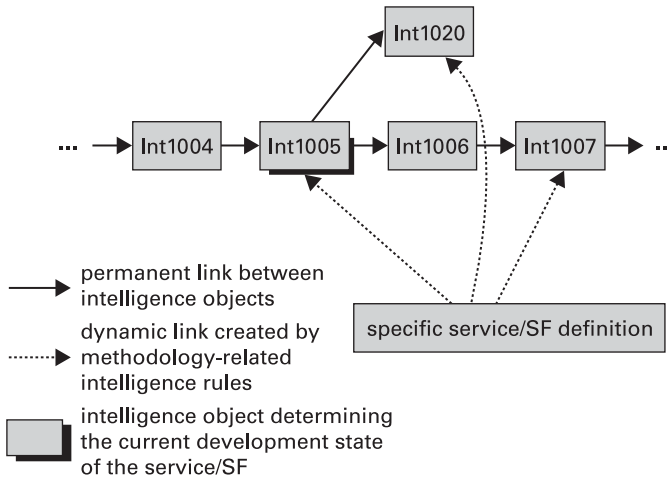 Int1020
... Int1004 Int1005 Int1006 Int1007 ...
permanent link between
intelligence objects
specific service/SF definition
dynamic link created by
methodology-related
intelligence rules
intelligence object determining
the current development state
of the service/SF